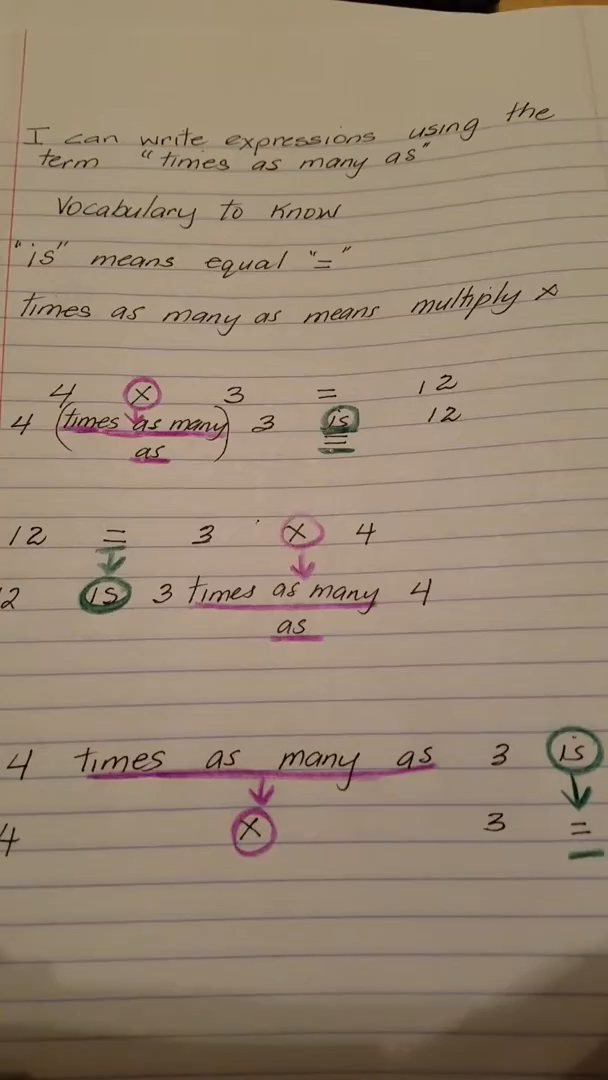 I can write expressions using the
term "times as many as"
Vocabulary to know
"is" means equal "="
times as many as means multiply ×
4 × 3 = 12
4 (times as many) 3 is 12
as =
12 = 3 × 4
2 is 3 times as many 4
as
4 times as many as 3 is
4 × 3 =